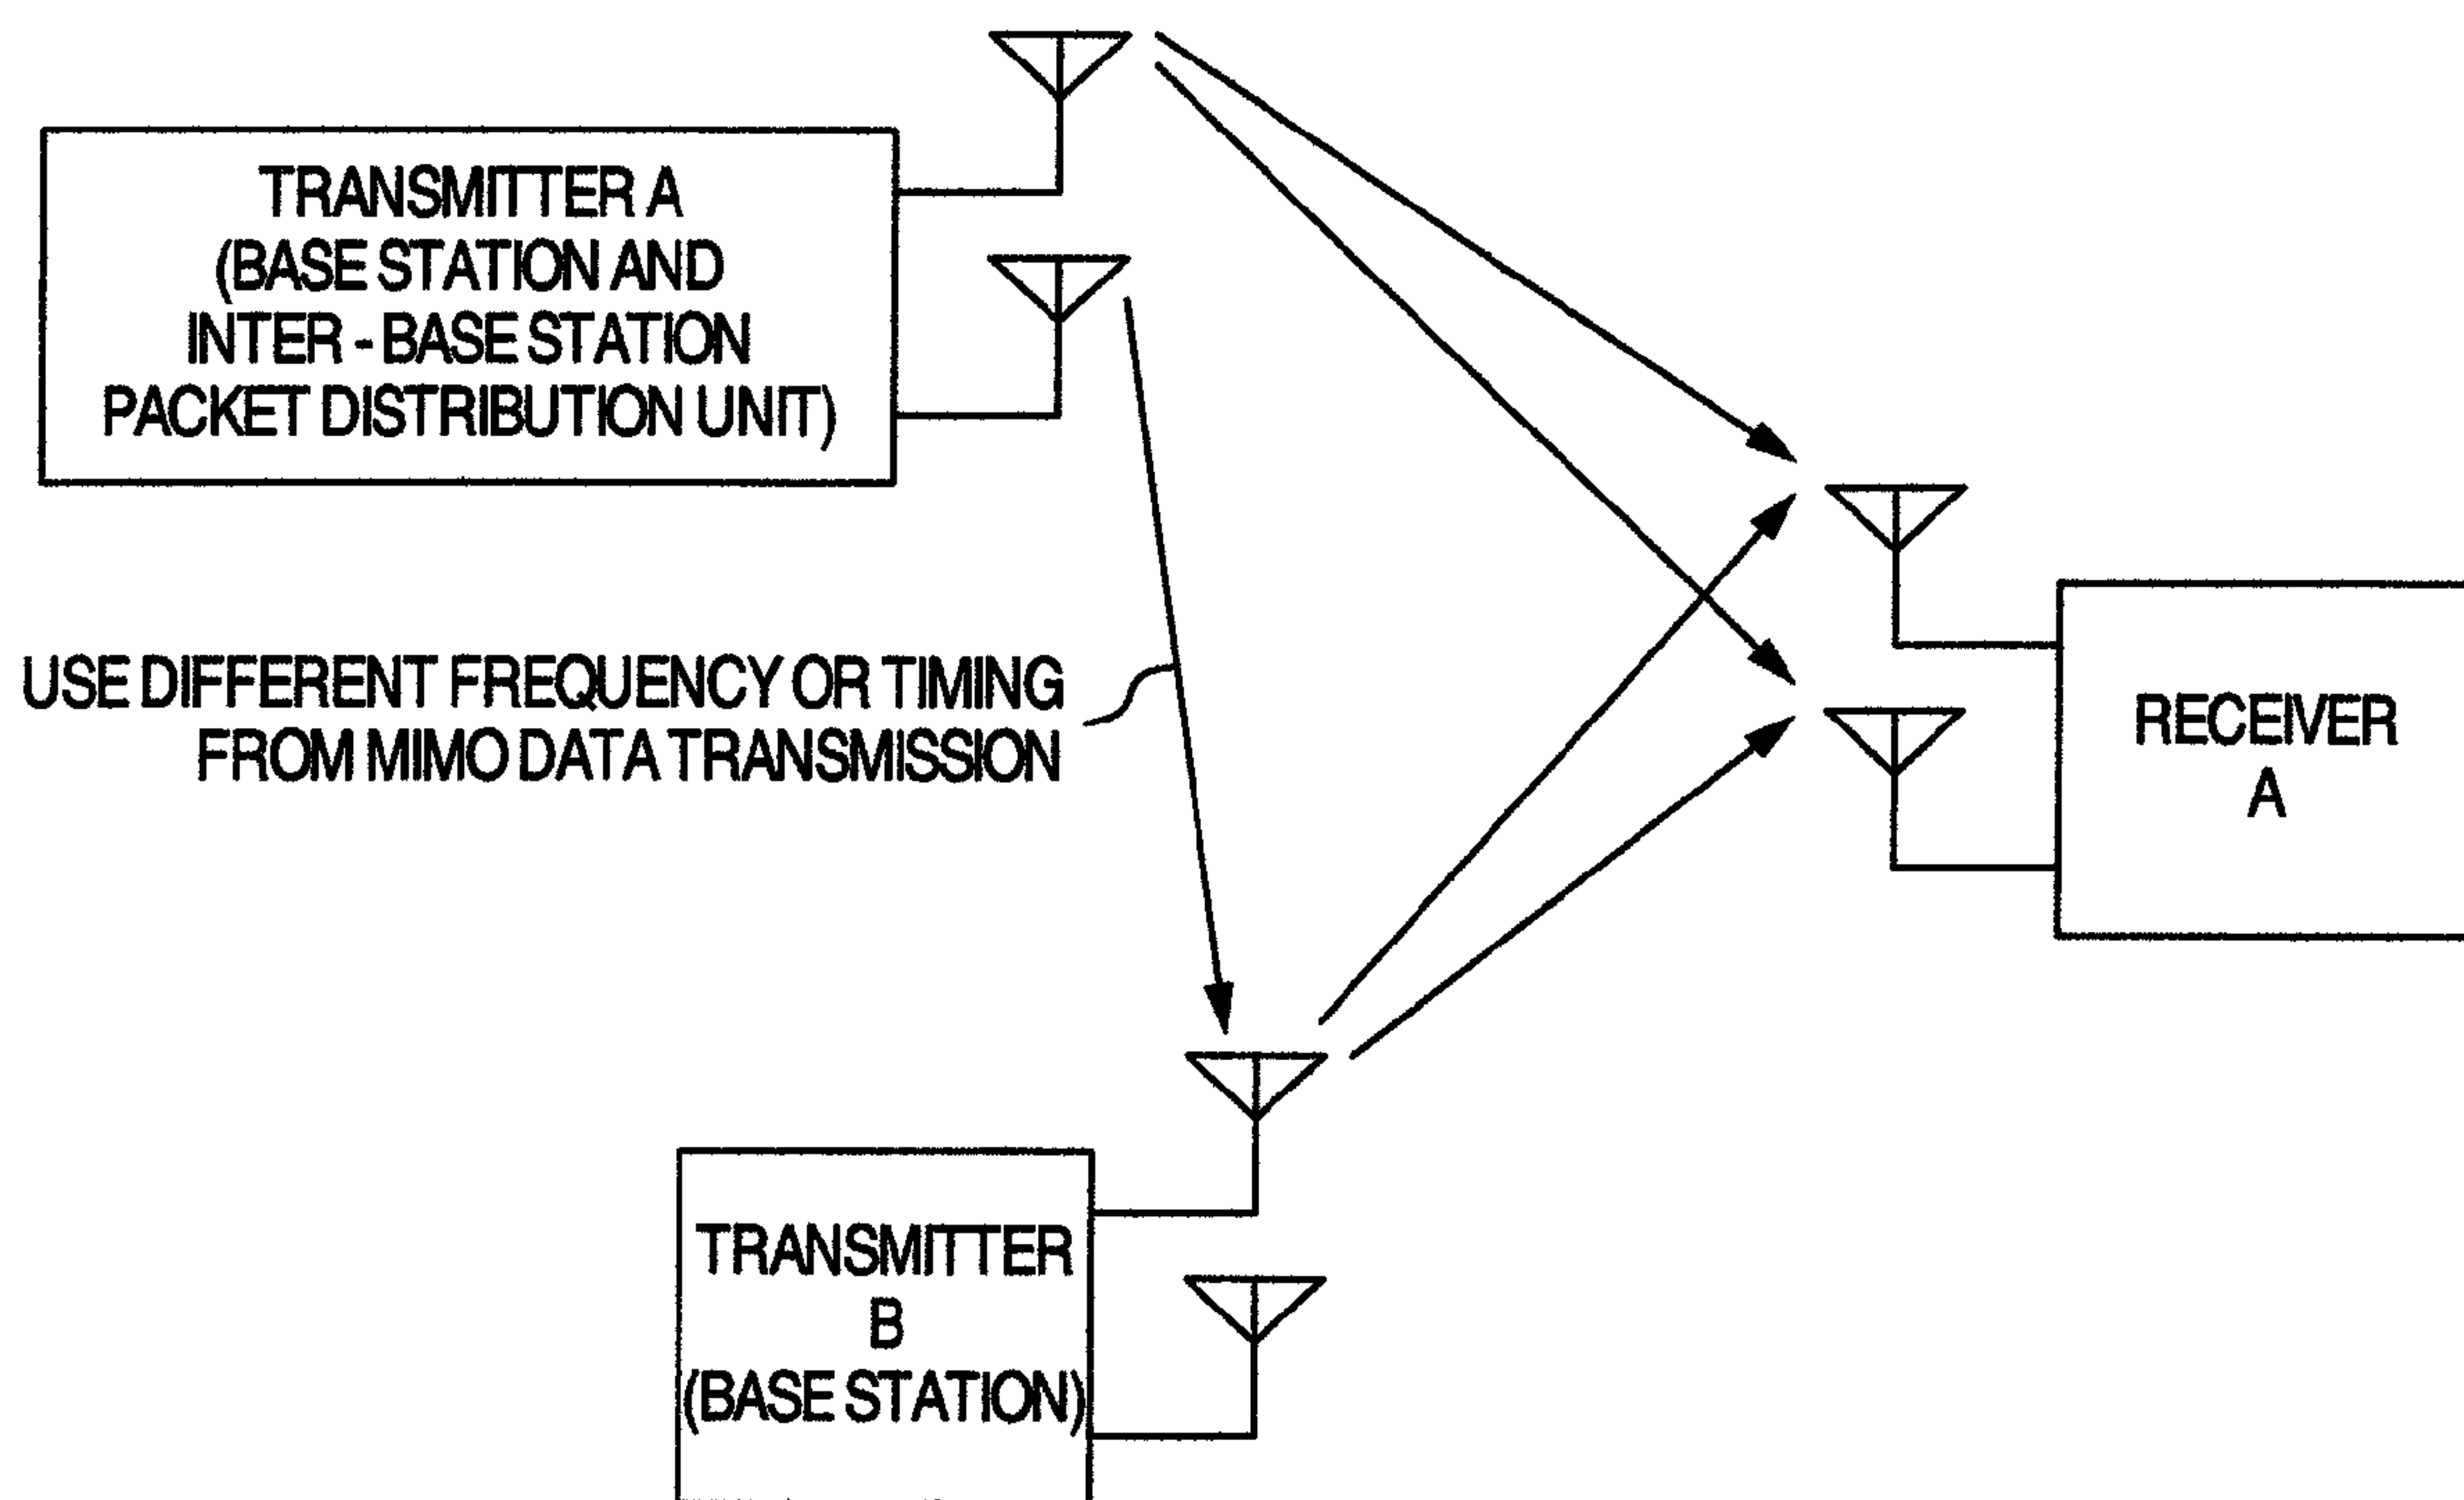 TRANSMITTER A
(BASE STATION AND
INTER - BASE STATION
PACKET DISTRIBUTION UNIT)
USE DIFFERENT FREQUENCY OR TIMING
FROM MIMO DATA TRANSMISSION
RECEIVER
A
TRANSMITTER
B
(BASE STATION)